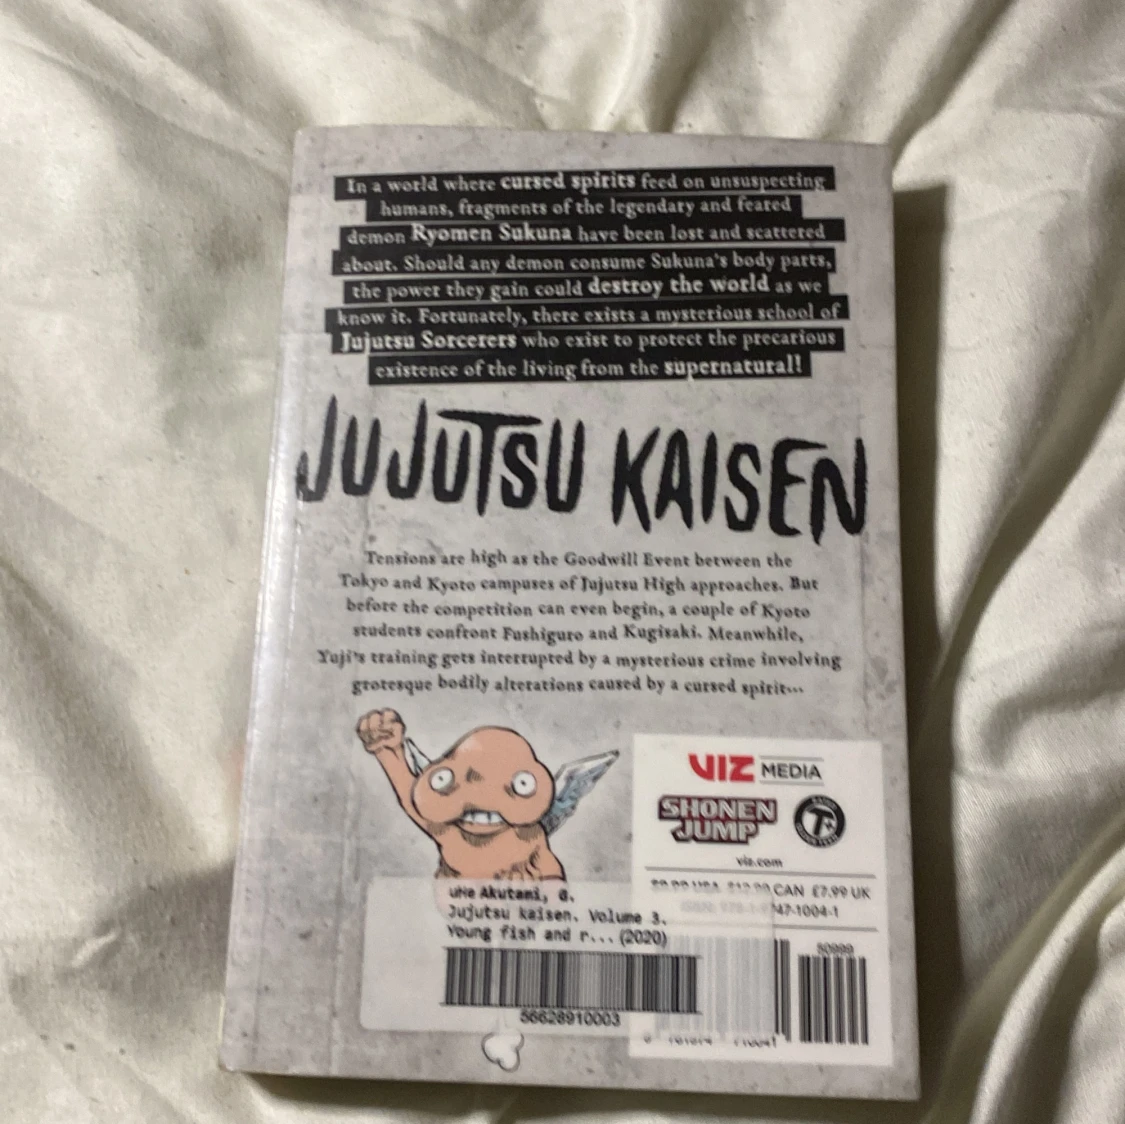 In a world where cursed spirits feed on unsuspecting
humans, fragments of the legendary and feared
demon Ryomen Sukuna have been lost and scattered
about. Should any demon consume Sukuna's body parts,
the power they gain could destroy the world as we
know it. Fortunately, there exists a mysterious school of
Jujutsu Sorcerers who exist to protect the precarious
existence of the living from the supernatural!
JUJUTSU KAISEN
Tensions are high as the Goodwill Event between the
Tokyo and Kyoto campuses of Jujutsu High approaches. But
before the competition can even begin, a couple of Kyoto
students confront Fushiguro and Kugisaki. Meanwhile,
Yuji's training gets interrupted by a mysterious crime involving
grotesque bodily alterations caused by a cursed spirit...
VIZ MEDIA
SHONEN
JUMP
T+
viz.com
CAN £7.99 UK
47-1004-1
Akutami, G.
Jujutsu kaisen. Volume 3.
Young fish and r... (2020)
50999
56628910003